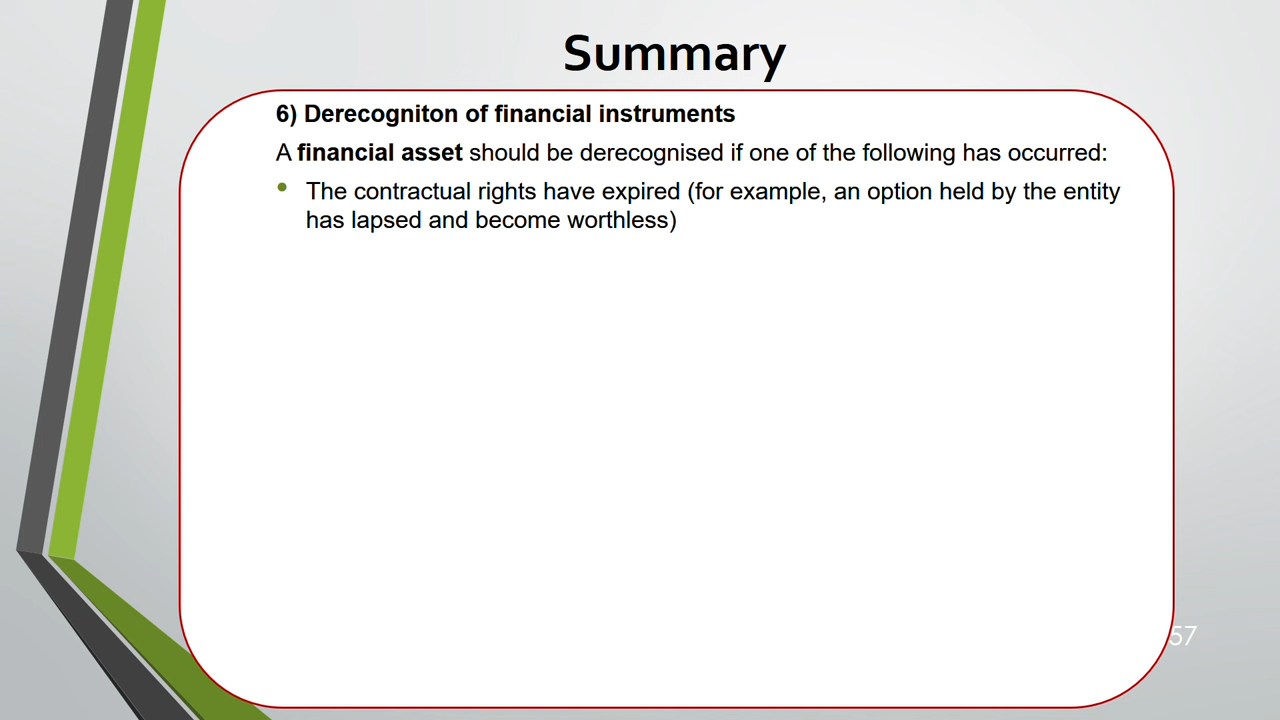 Summary
6) Derecogniton of financial instruments
A financial asset should be derecognised if one of the following has occurred:
• The contractual rights have expired (for example, an option held by the entity
has lapsed and become worthless)
57